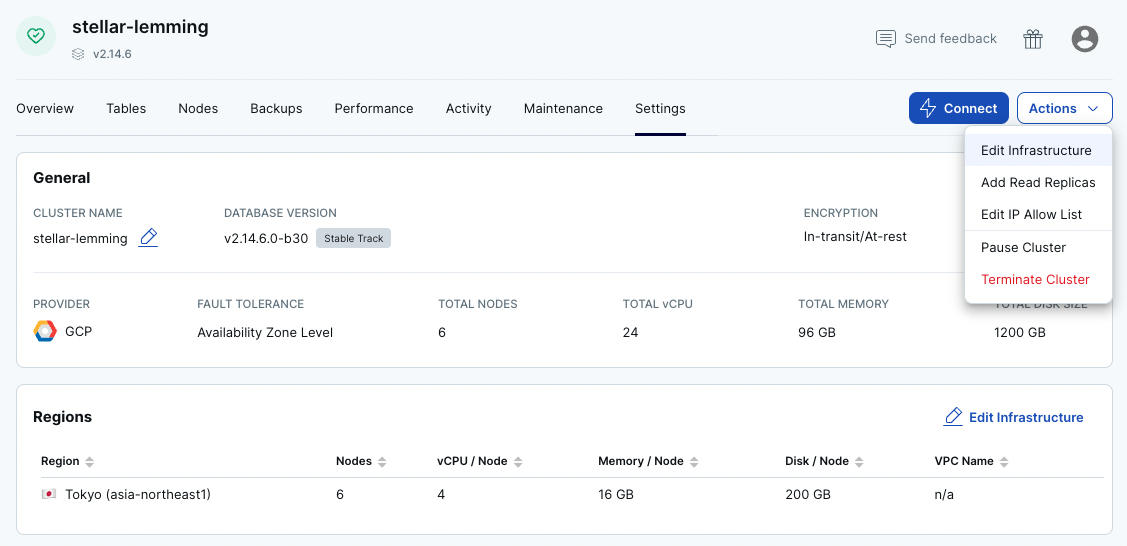 stellar-lemming
v2.14.6
Send feedback
Overview Tables Nodes Backups Performance Activity Maintenance Settings Connect Actions
Edit Infrastructure
Add Read Replicas
Edit IP Allow List
Pause Cluster
Terminate Cluster
General
CLUSTER NAME DATABASE VERSION ENCRYPTION
stellar-lemming v2.14.6.0-b30 Stable Track In-transit/At-rest
PROVIDER FAULT TOLERANCE TOTAL NODES TOTAL vCPU TOTAL MEMORY TOTAL DISK SIZE
GCP Availability Zone Level 6 24 96 GB 1200 GB
Regions Edit Infrastructure
Region Nodes vCPU / Node Memory / Node Disk / Node VPC Name
Tokyo (asia-northeast1) 6 4 16 GB 200 GB n/a